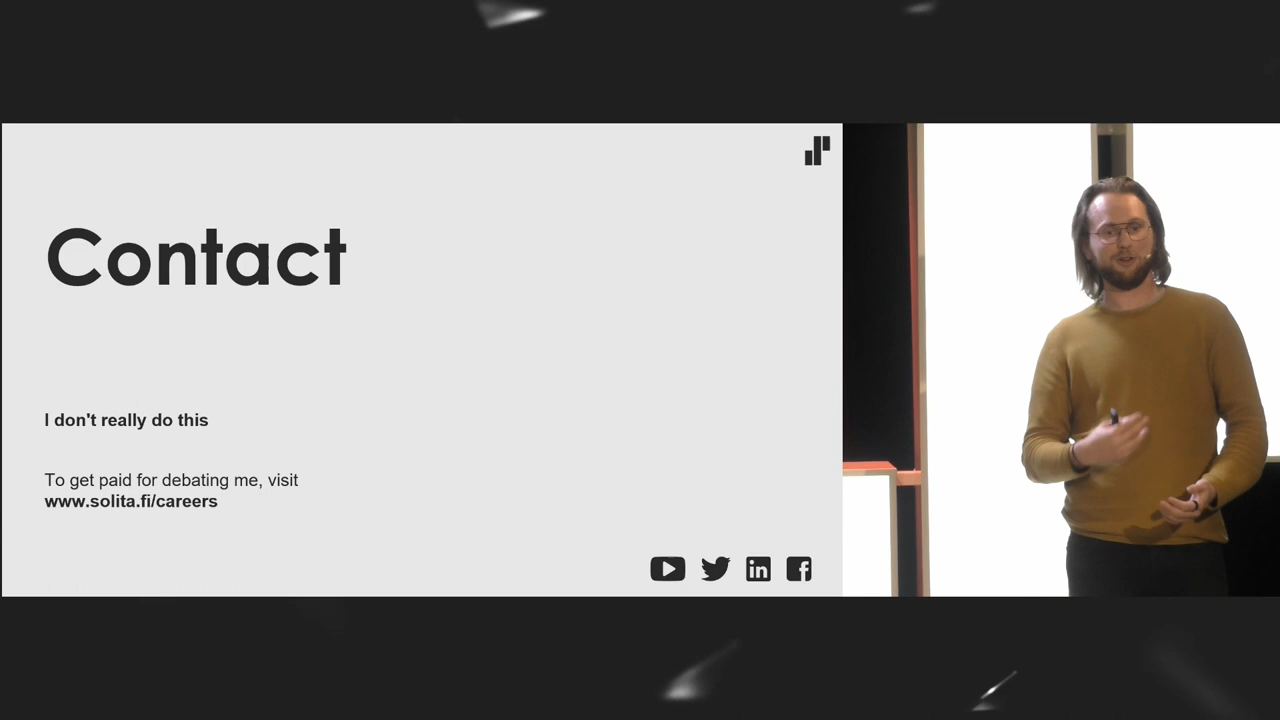 Contact
I don't really do this
To get paid for debating me, visit
www.solita.fi/careers